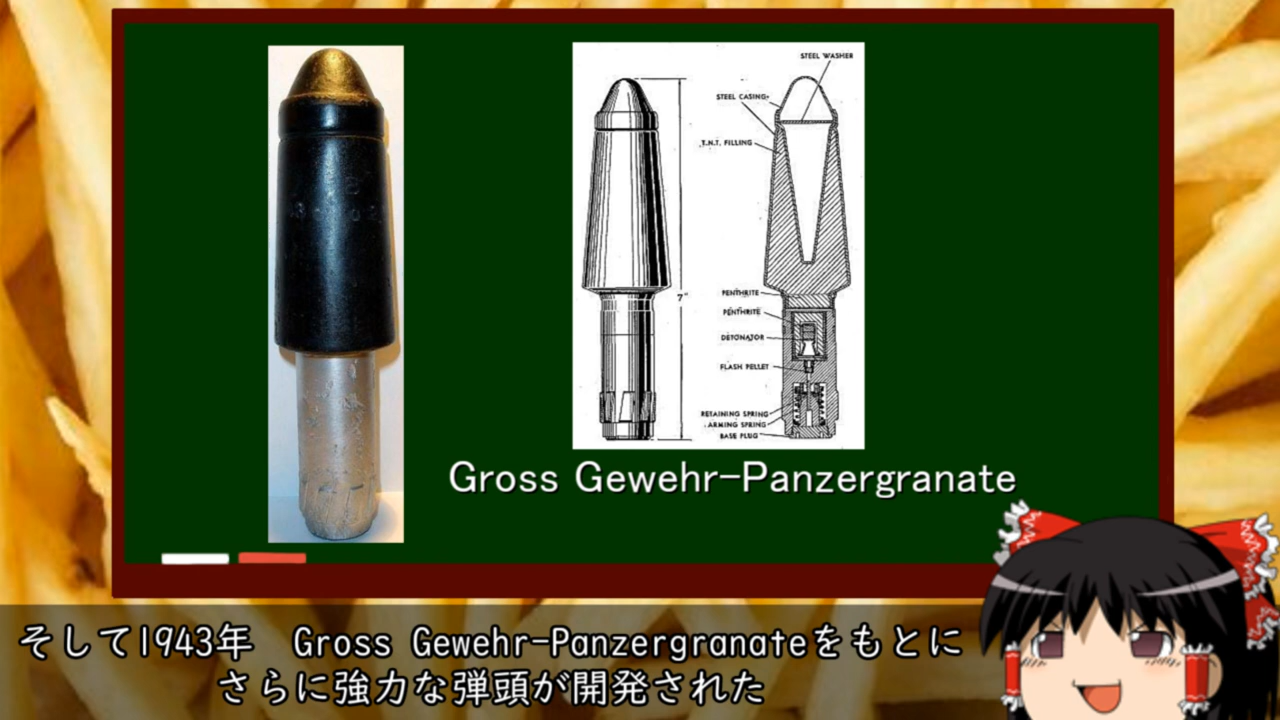 STEEL WASHER
STEEL CASING
T.N.T. FILLING
7"
PENTHRITE
PENTHRITE
DETONATOR
FLASH PELLET
RETAINING SPRING
ARMING SPRING
BASE PLUG
Gross Gewehr-Panzergranate
そして1943年　Gross Gewehr-Panzergranateをもとに
さらに強力な弾頭が開発された